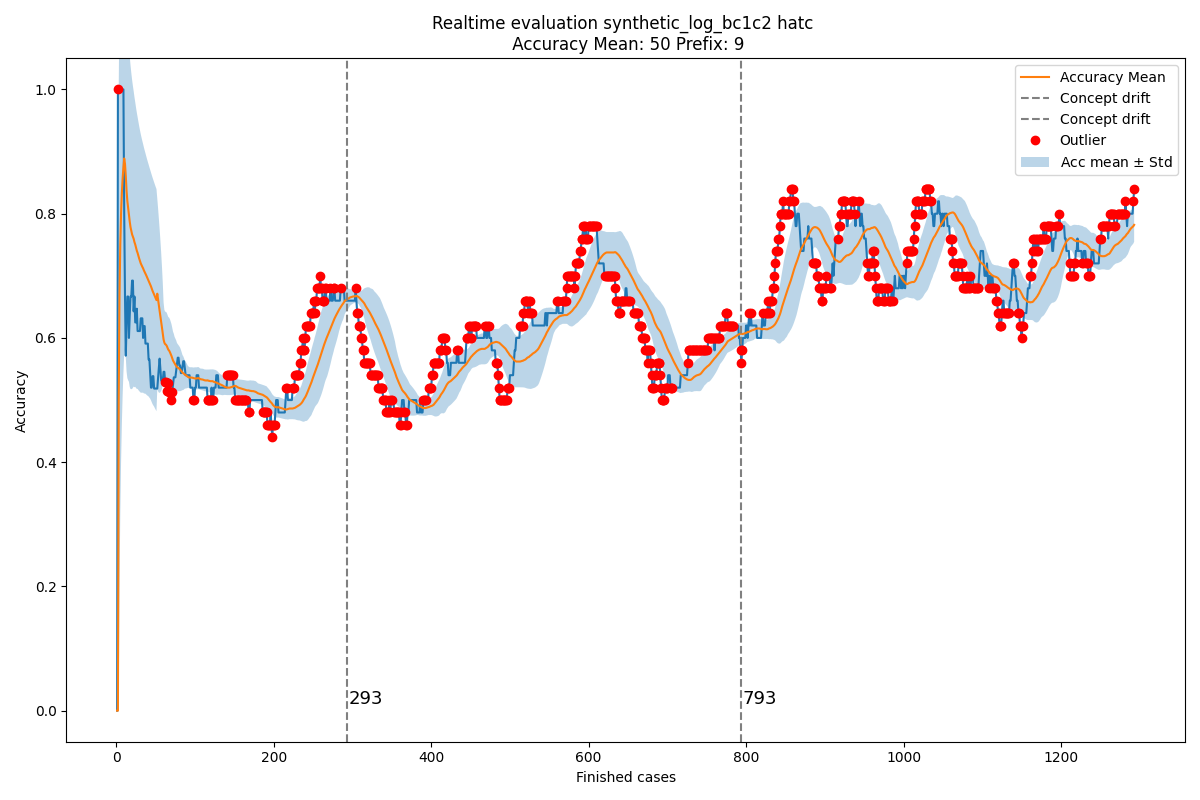 Realtime evaluation synthetic_log_bc1c2 hatc
Accuracy Mean: 50 Prefix: 9
Accuracy Mean
Concept drift
Concept drift
Outlier
Acc mean ± Std
Accuracy
1.0
0.8
0.6
0.4
0.2
0.0
293
793
0
200
400
600
800
1000
1200
Finished cases